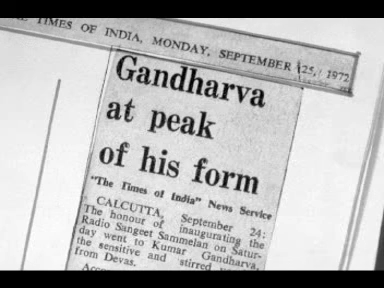 TIMES OF INDIA, MONDAY, SEPTEMBER 25, 1972
Gandharva
at peak
of his form
"The Times of India" News Service
CALCUTTA, September 24:
The honour of inaugurating the
Radio Sangeet Sammelan on Satur-
day went to Kumar Gandharva,
the sensitive and stirred
from Devas.